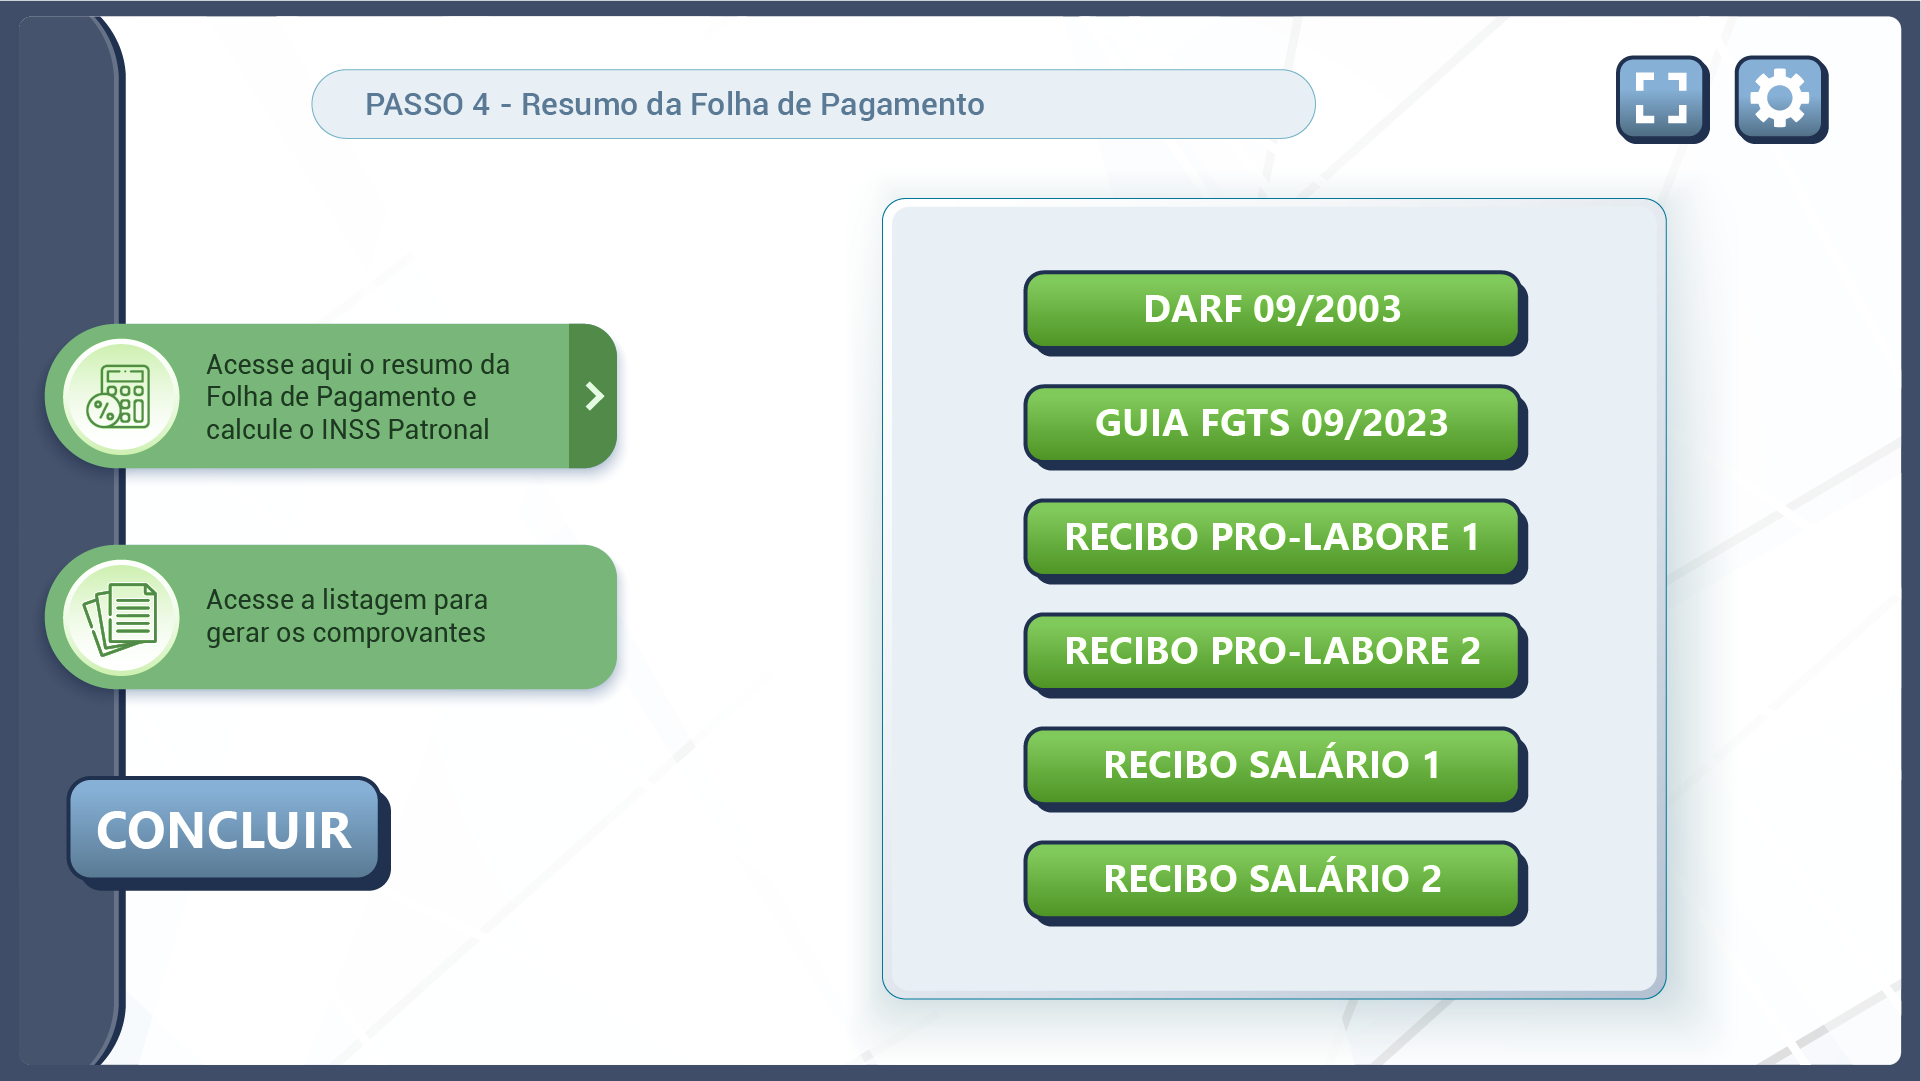 PASSO 4 - Resumo da Folha de Pagamento
Acesse aqui o resumo da
Folha de Pagamento e
calcule o INSS Patronal
Acesse a listagem para
gerar os comprovantes
CONCLUIR
DARF 09/2003
GUIA FGTS 09/2023
RECIBO PRO-LABORE 1
RECIBO PRO-LABORE 2
RECIBO SALÁRIO 1
RECIBO SALÁRIO 2